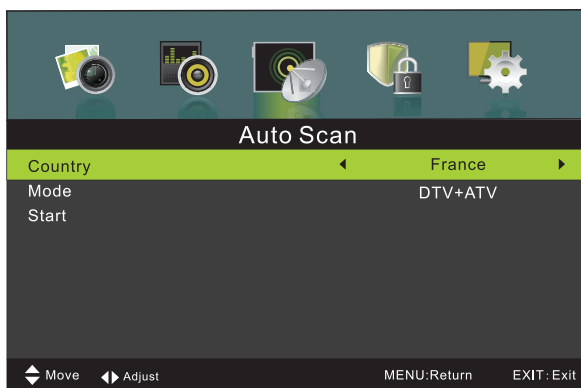 Auto Scan
Country France
Mode DTV+ATV
Start
Move Adjust MENU:Return EXIT:Exit